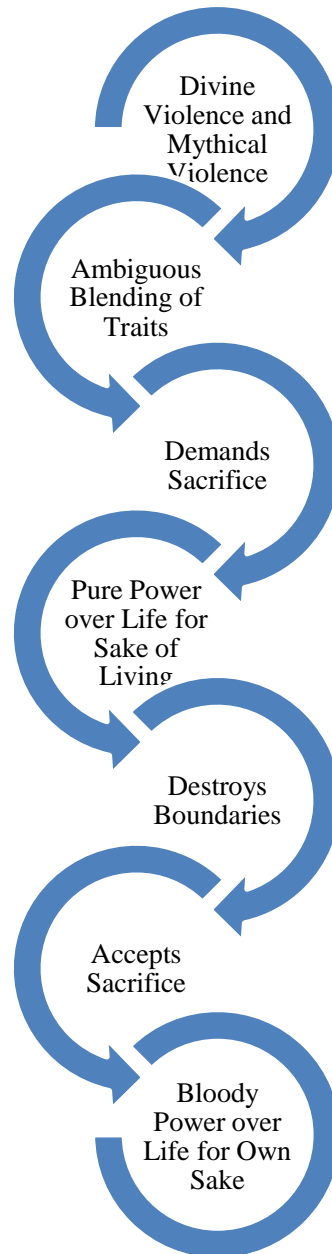 Divine
Violence and
Mythical
Violence
Ambiguous
Blending of
Traits
Demands
Sacrifice
Pure Power
over Life for
Sake of
Living
Destroys
Boundaries
Accepts
Sacrifice
Bloody
Power over
Life for Own
Sake